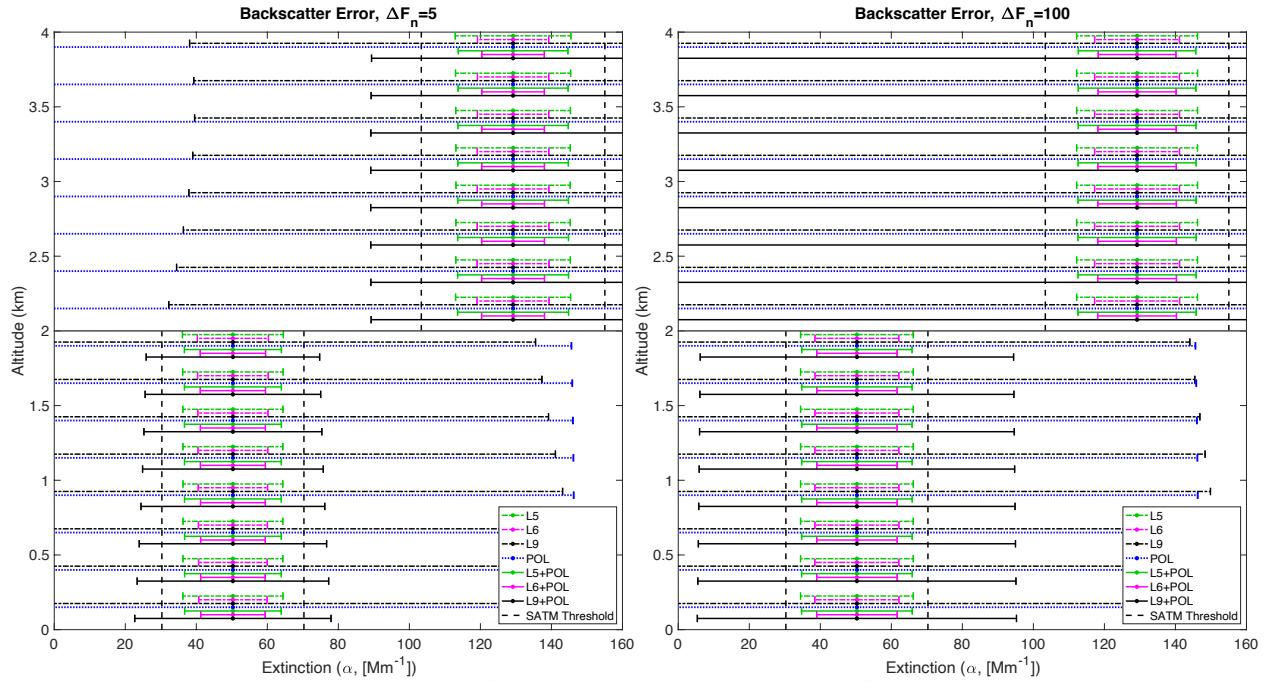 Backscatter Error, ΔF_n=5
4
3.5
3
2.5
2
1.5
1
0.5
0
Altitude (km)
0 20 40 60 80 100 120 140 160
Extinction (α, [Mm⁻¹])
L5
L6
L9
POL
L5+POL
L6+POL
L9+POL
SATM Threshold
Backscatter Error, ΔF_n=100
4
3.5
3
2.5
2
1.5
1
0.5
0
Altitude (km)
0 20 40 60 80 100 120 140 160
Extinction (α, [Mm⁻¹])
L5
L6
L9
POL
L5+POL
L6+POL
L9+POL
SATM Threshold